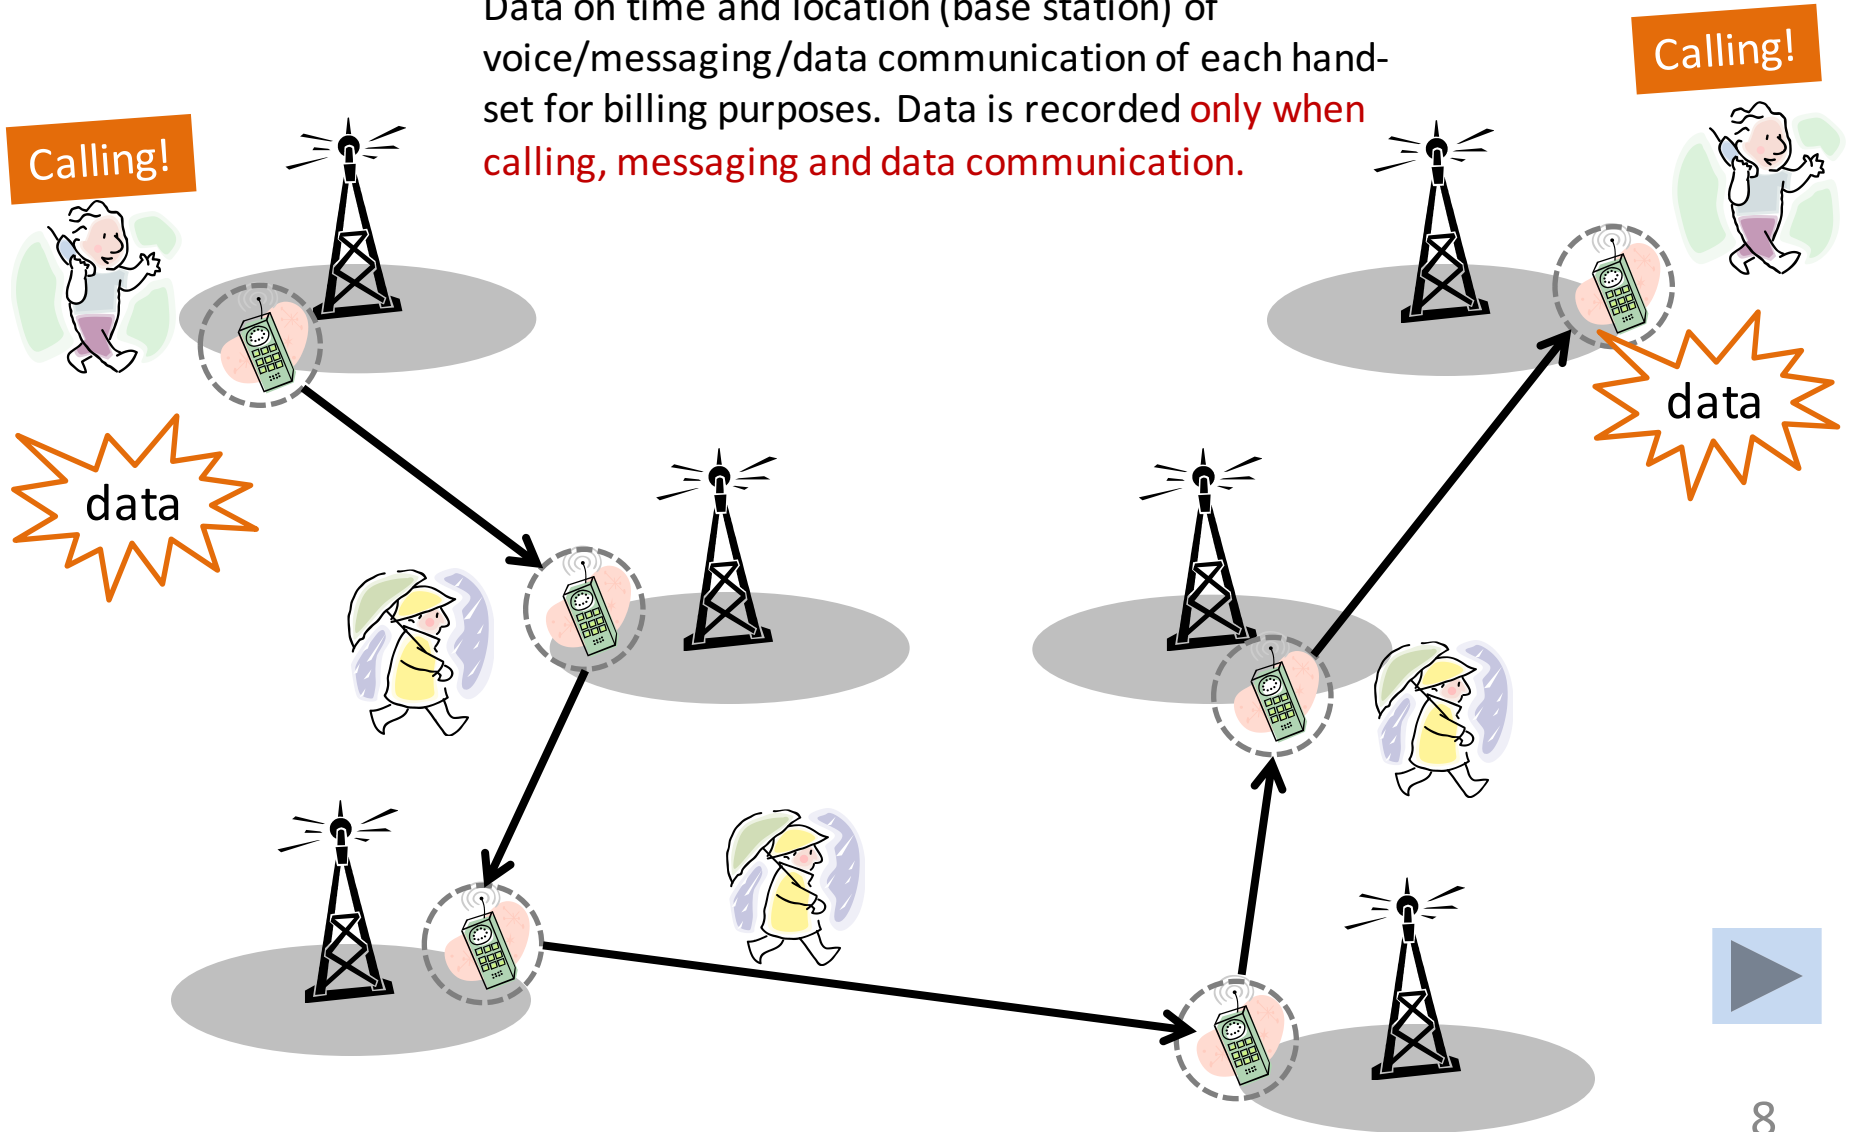 Data on time and location (base station) of
voice/messaging/data communication of each hand-
set for billing purposes. Data is recorded only when
calling, messaging and data communication.
Calling!
Calling!
data
data
8